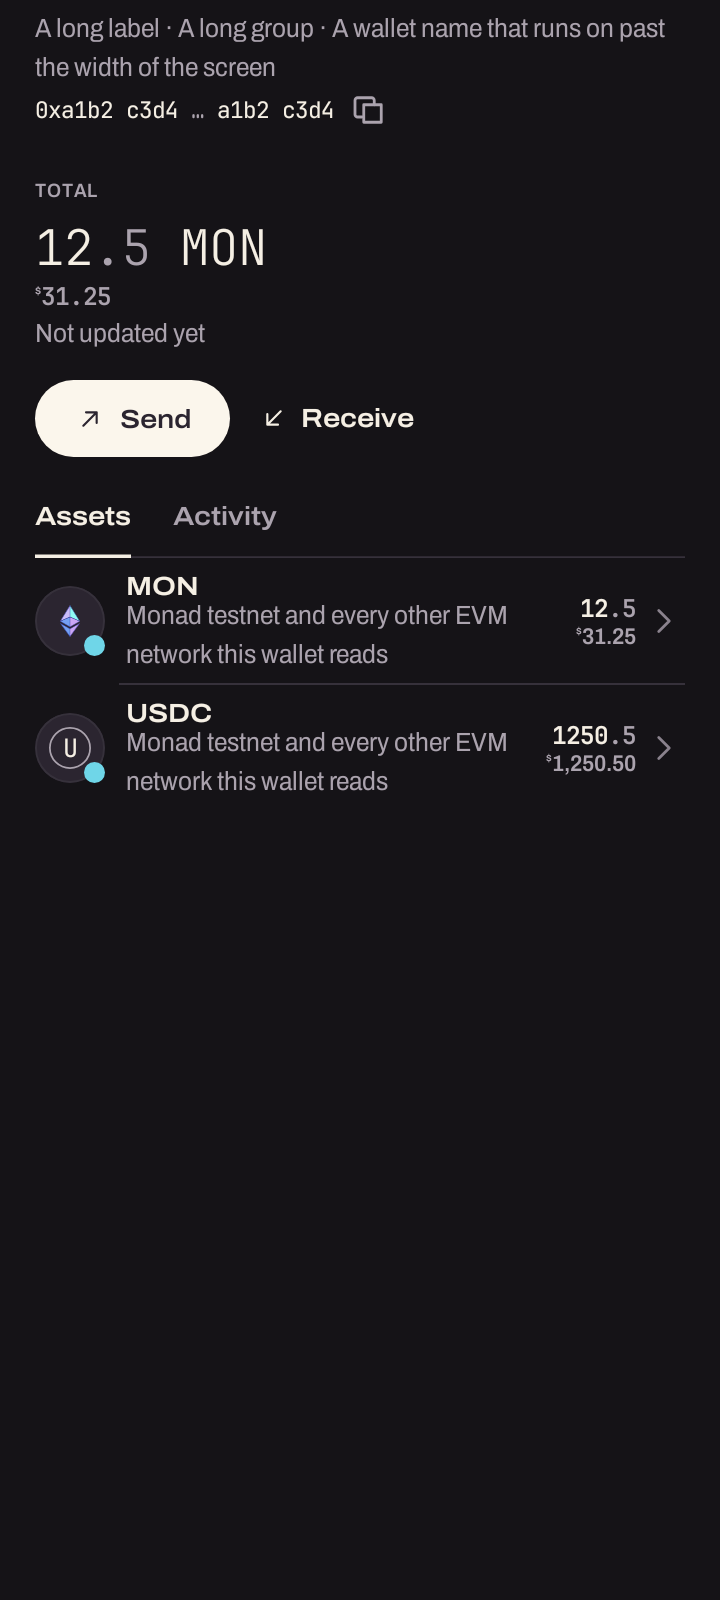 A long label · A long group · A wallet name that runs on past
the width of the screen
0xa1b2 c3d4 … a1b2 c3d4
TOTAL
12.5 MON
$31.25
Not updated yet
Send
Receive
Assets
Activity
MON
Monad testnet and every other EVM
network this wallet reads
12.5
$31.25
USDC
U
Monad testnet and every other EVM
network this wallet reads
1250.5
$1,250.50